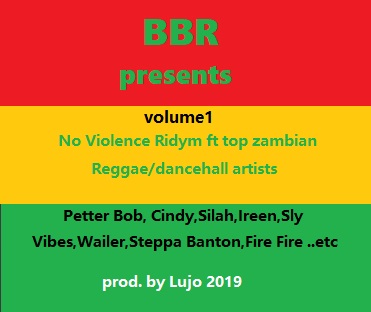 BBR
presents
volume1
No Violence Ridym ft top zambian
Reggae/dancehall artists
Petter Bob, Cindy,Silah,Ireen,Sly
Vibes,Wailer,Steppa Banton,Fire Fire ..etc
prod. by Lujo 2019